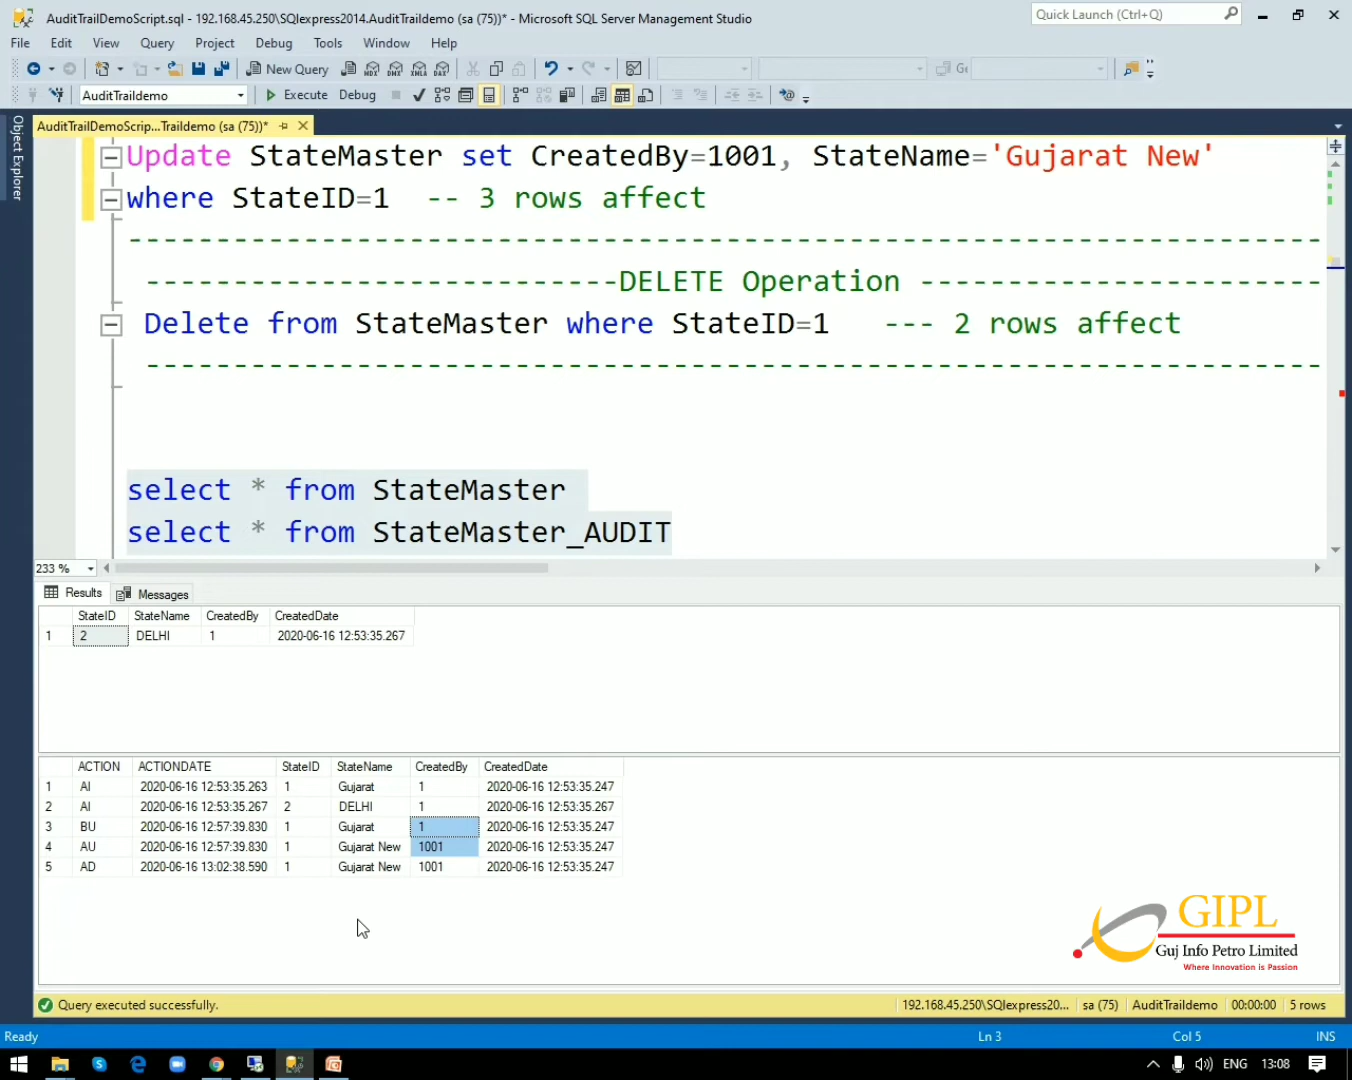 AuditTrailDemoScript.sql - 192.168.45.250\SQlexpress2014.AuditTraildemo (sa (75))* - Microsoft SQL Server Management Studio
Quick Launch (Ctrl+Q)
File Edit View Query Project Debug Tools Window Help
New Query
AuditTraildemo Execute Debug
AuditTrailDemoScrip...Traildemo (sa (75))*
Object Explorer
Update StateMaster set CreatedBy=1001, StateName='Gujarat New'
where StateID=1 -- 3 rows affect
----------------------------------------------------------------------
---------------------------DELETE Operation -----------------------
Delete from StateMaster where StateID=1 --- 2 rows affect
-------------------------------------------------------------------
select * from StateMaster
select * from StateMaster_AUDIT
233 %
Results Messages
StateID StateName CreatedBy CreatedDate
1 2 DELHI 1 2020-06-16 12:53:35.267
ACTION ACTIONDATE StateID StateName CreatedBy CreatedDate
1 AI 2020-06-16 12:53:35.263 1 Gujarat 1 2020-06-16 12:53:35.247
2 AI 2020-06-16 12:53:35.267 2 DELHI 1 2020-06-16 12:53:35.267
3 BU 2020-06-16 12:57:39.830 1 Gujarat 1 2020-06-16 12:53:35.247
4 AU 2020-06-16 12:57:39.830 1 Gujarat New 1001 2020-06-16 12:53:35.247
5 AD 2020-06-16 13:02:38.590 1 Gujarat New 1001 2020-06-16 12:53:35.247
GIPL
Guj Info Petro Limited
Where Innovation is Passion
Query executed successfully. 192.168.45.250\SQlexpress20... sa (75) AuditTraildemo 00:00:00 5 rows
Ready Ln 3 Col 5 INS
ENG 13:08